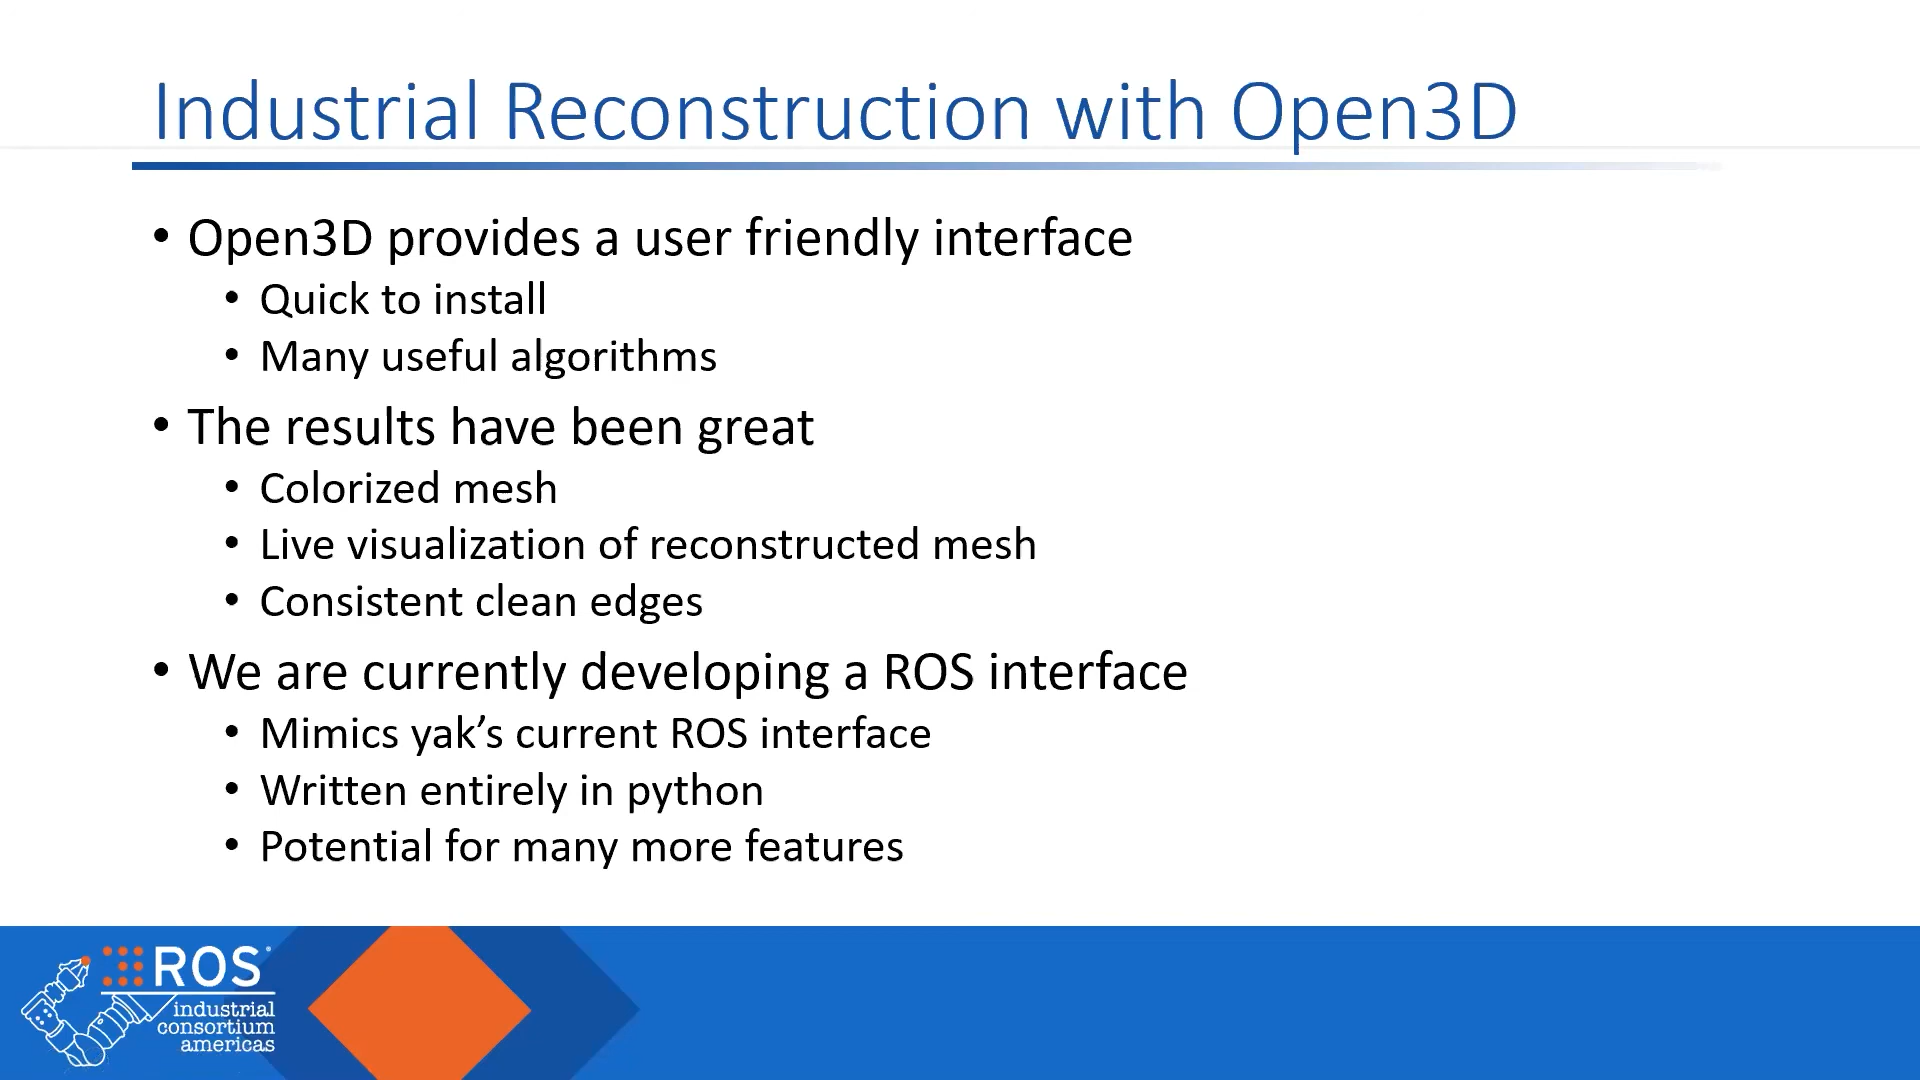 Industrial Reconstruction with Open3D
• Open3D provides a user friendly interface
• Quick to install
• Many useful algorithms
• The results have been great
• Colorized mesh
• Live visualization of reconstructed mesh
• Consistent clean edges
• We are currently developing a ROS interface
• Mimics yak’s current ROS interface
• Written entirely in python
• Potential for many more features
ROS
industrial
consortium
americas